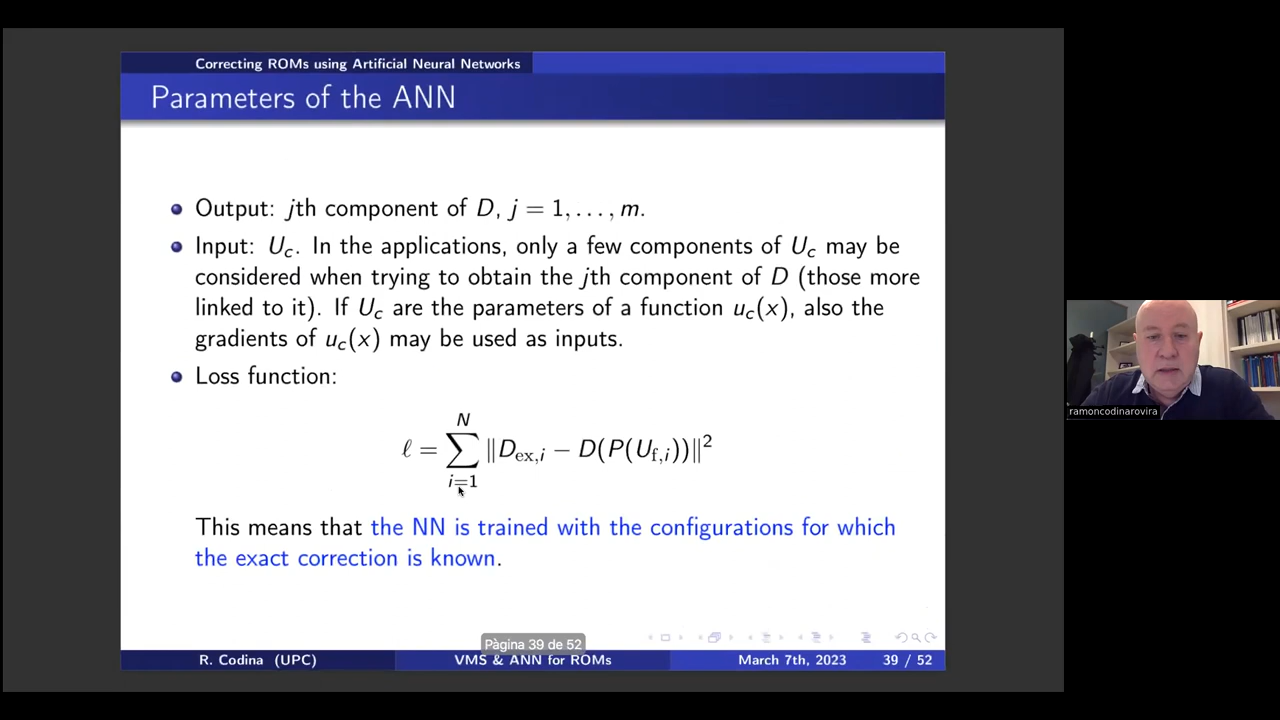 Correcting ROMs using Artificial Neural Networks
Parameters of the ANN
Output: jth component of D, j = 1, . . . , m.
Input: U_c. In the applications, only a few components of U_c may be
considered when trying to obtain the jth component of D (those more
linked to it). If U_c are the parameters of a function u_c(x), also the
gradients of u_c(x) may be used as inputs.
Loss function:
ℓ = ∑_{i=1}^{N} ‖D_{ex,i} − D(P(U_{f,i}))‖²
This means that the NN is trained with the configurations for which
the exact correction is known.
Pàgina 39 de 52
R. Codina (UPC) VMS & ANN for ROMs March 7th, 2023 39 / 52
ramoncodinarovira